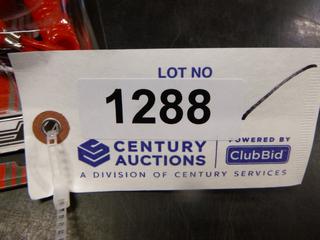 LOT NO
1288
CENTURY
AUCTIONS
POWERED BY
ClubBid
A DIVISION OF CENTURY SERVICES